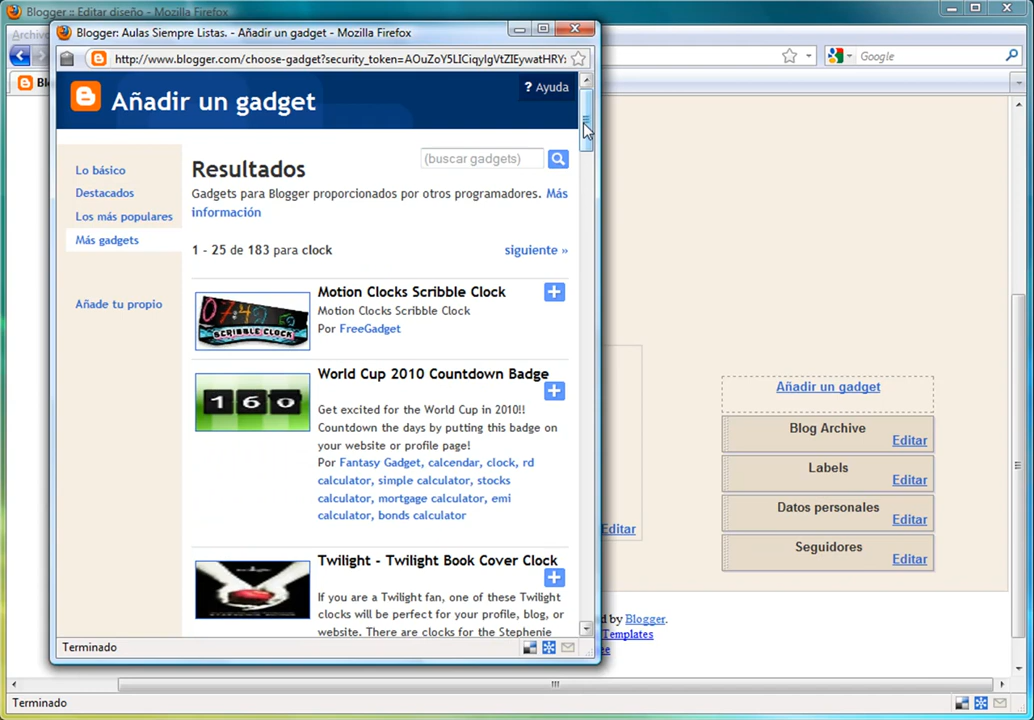 Blogger :: Editar diseño - Mozilla Firefox
Blogger: Aulas Siempre Listas. - Añadir un gadget - Mozilla Firefox
Archivo
http://www.blogger.com/choose-gadget?security_token=AOuZoY5LICiqyIgVtZIEywatHRY:
Google
Añadir un gadget
? Ayuda
Lo básico
Destacados
Los más populares
Más gadgets
Añade tu propio
Resultados
(buscar gadgets)
Gadgets para Blogger proporcionados por otros programadores. Más
información
1 - 25 de 183 para clock
siguiente »
Motion Clocks Scribble Clock
Motion Clocks Scribble Clock
Por FreeGadget
SCRIBBLE CLOCK
World Cup 2010 Countdown Badge
1 6 0
Get excited for the World Cup in 2010!!
Countdown the days by putting this badge on
your website or profile page!
Por Fantasy Gadget, calcendar, clock, rd
calculator, simple calculator, stocks
calculator, mortgage calculator, emi
calculator, bonds calculator
Twilight - Twilight Book Cover Clock
If you are a Twilight fan, one of these Twilight
clocks will be perfect for your profile, blog, or
website. There are clocks for the Stephenie
Terminado
Añadir un gadget
Blog Archive
Editar
Labels
Editar
Datos personales
Editar
Seguidores
Editar
Editar
d by Blogger.
Templates
Terminado